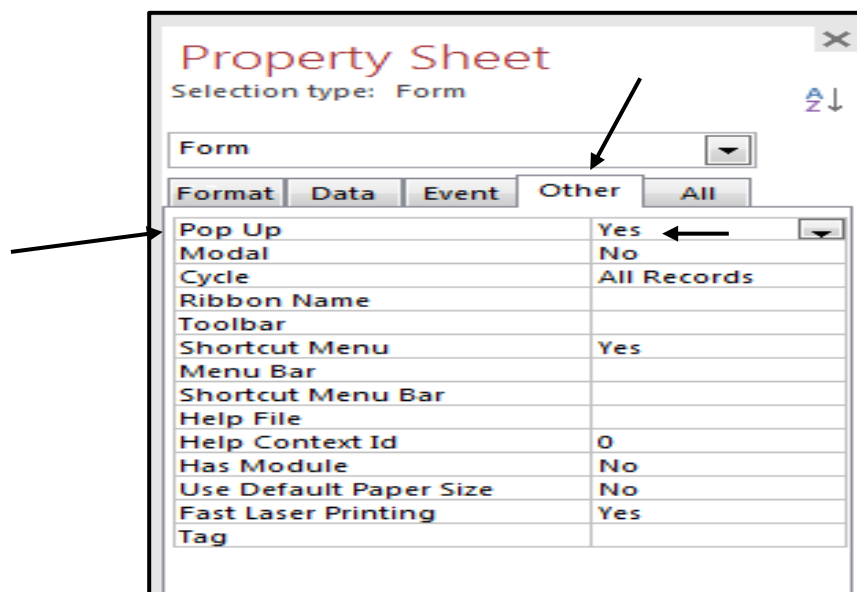 Property Sheet
Selection type: Form
Form
Format Data Event Other All
Pop Up Yes
Modal No
Cycle All Records
Ribbon Name
Toolbar
Shortcut Menu Yes
Menu Bar
Shortcut Menu Bar
Help File
Help Context Id 0
Has Module No
Use Default Paper Size No
Fast Laser Printing Yes
Tag